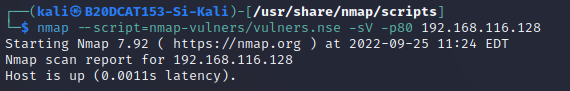 ┌──(kali㉿B20DCAT153-Si-Kali)-[/usr/share/nmap/scripts]
└─$ nmap --script=nmap-vulners/vulners.nse -sV -p80 192.168.116.128
Starting Nmap 7.92 ( https://nmap.org ) at 2022-09-25 11:24 EDT
Nmap scan report for 192.168.116.128
Host is up (0.0011s latency).